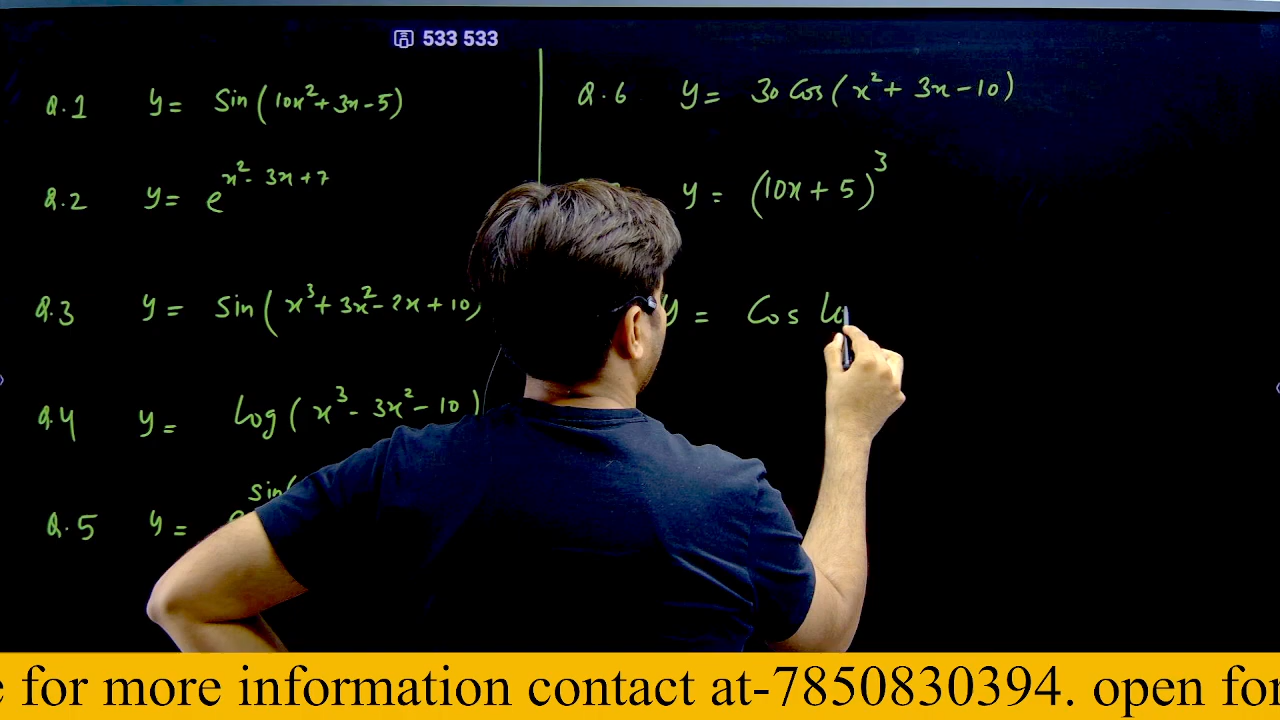 533 533
Q.1 y = Sin (10x² + 3x - 5)
Q.2 y = e^x² - 3x + 7
Q.3 y = Sin ( x³ + 3x² - 2x + 10)
Q.4 y = log ( x³ - 3x² - 10 )
Q.5 y = sin(
Q.6 y = 30 Cos ( x² + 3x - 10 )
y = (10x + 5)³
y = Cos
for more information contact at-7850830394. open for